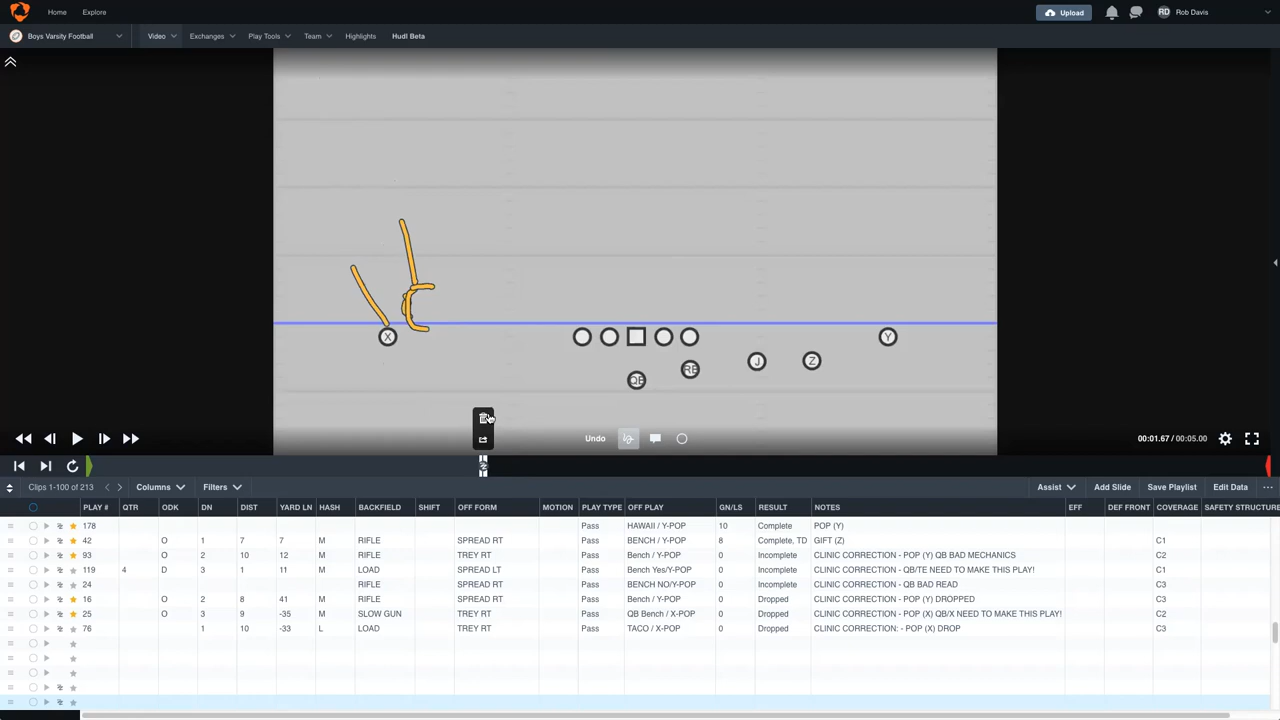 Home Explore Upload RD Rob Davis
Boys Varsity Football Video Exchanges Play Tools Team Highlights Hudl Beta
X J Z Y
QB RB
Undo 00:01.67 / 00:05.00
Clips 1-100 of 213 Columns Filters Assist Add Slide Save Playlist Edit Data
PLAY # QTR ODK DN DIST YARD LN HASH BACKFIELD SHIFT OFF FORM MOTION PLAY TYPE OFF PLAY GN/LS RESULT NOTES EFF DEF FRONT COVERAGE SAFETY STRUCTURE
178 Pass HAWAII / Y-POP 10 Complete POP (Y)
42 O 1 7 7 M RIFLE SPREAD RT Pass BENCH / Y-POP 8 Complete, TD GIFT (Z) C1
93 O 2 10 12 M RIFLE TREY RT Pass Bench / Y-POP 0 Incomplete CLINIC CORRECTION - POP (Y) QB BAD MECHANICS C2
119 4 D 3 1 11 M LOAD SPREAD LT Pass Bench Yes/Y-POP 0 Incomplete CLINIC CORRECTION - QB/TE NEED TO MAKE THIS PLAY! C1
24 RIFLE SPREAD RT Pass BENCH NO/Y-POP 0 Incomplete CLINIC CORRECTION - QB BAD READ C3
16 O 2 8 41 M RIFLE SPREAD RT Pass Bench / Y-POP 0 Dropped CLINIC CORRECTION - POP (Y) DROPPED C3
25 O 3 9 -35 M SLOW GUN TREY RT Pass QB Bench / X-POP 0 Dropped CLINIC CORRECTION - POP (X) QB/X NEED TO MAKE THIS PLAY! C2
76 1 10 -33 L LOAD TREY RT Pass TACO / X-POP 0 Dropped CLINIC CORRECTION: - POP (X) DROP C3